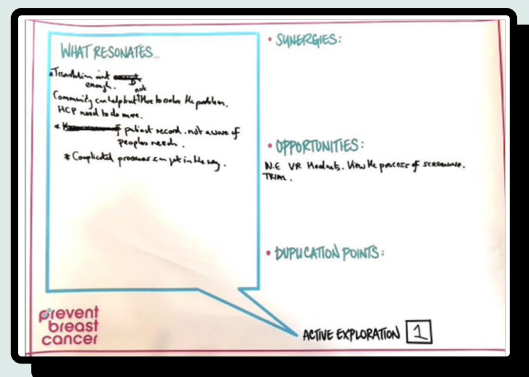 WHAT RESONATES...
Translation isn't
enough.
Community can help but not there to solve the problem.
HCP need to do more.
patient record. not aware of
peoples needs.
* Complicated processes can get in the way.
• SYNERGIES:
• OPPORTUNITIES:
N.E VR Headsets. View the process of screening.
• DUPLICATION POINTS:
ACTIVE EXPLORATION 1
prevent
breast
cancer